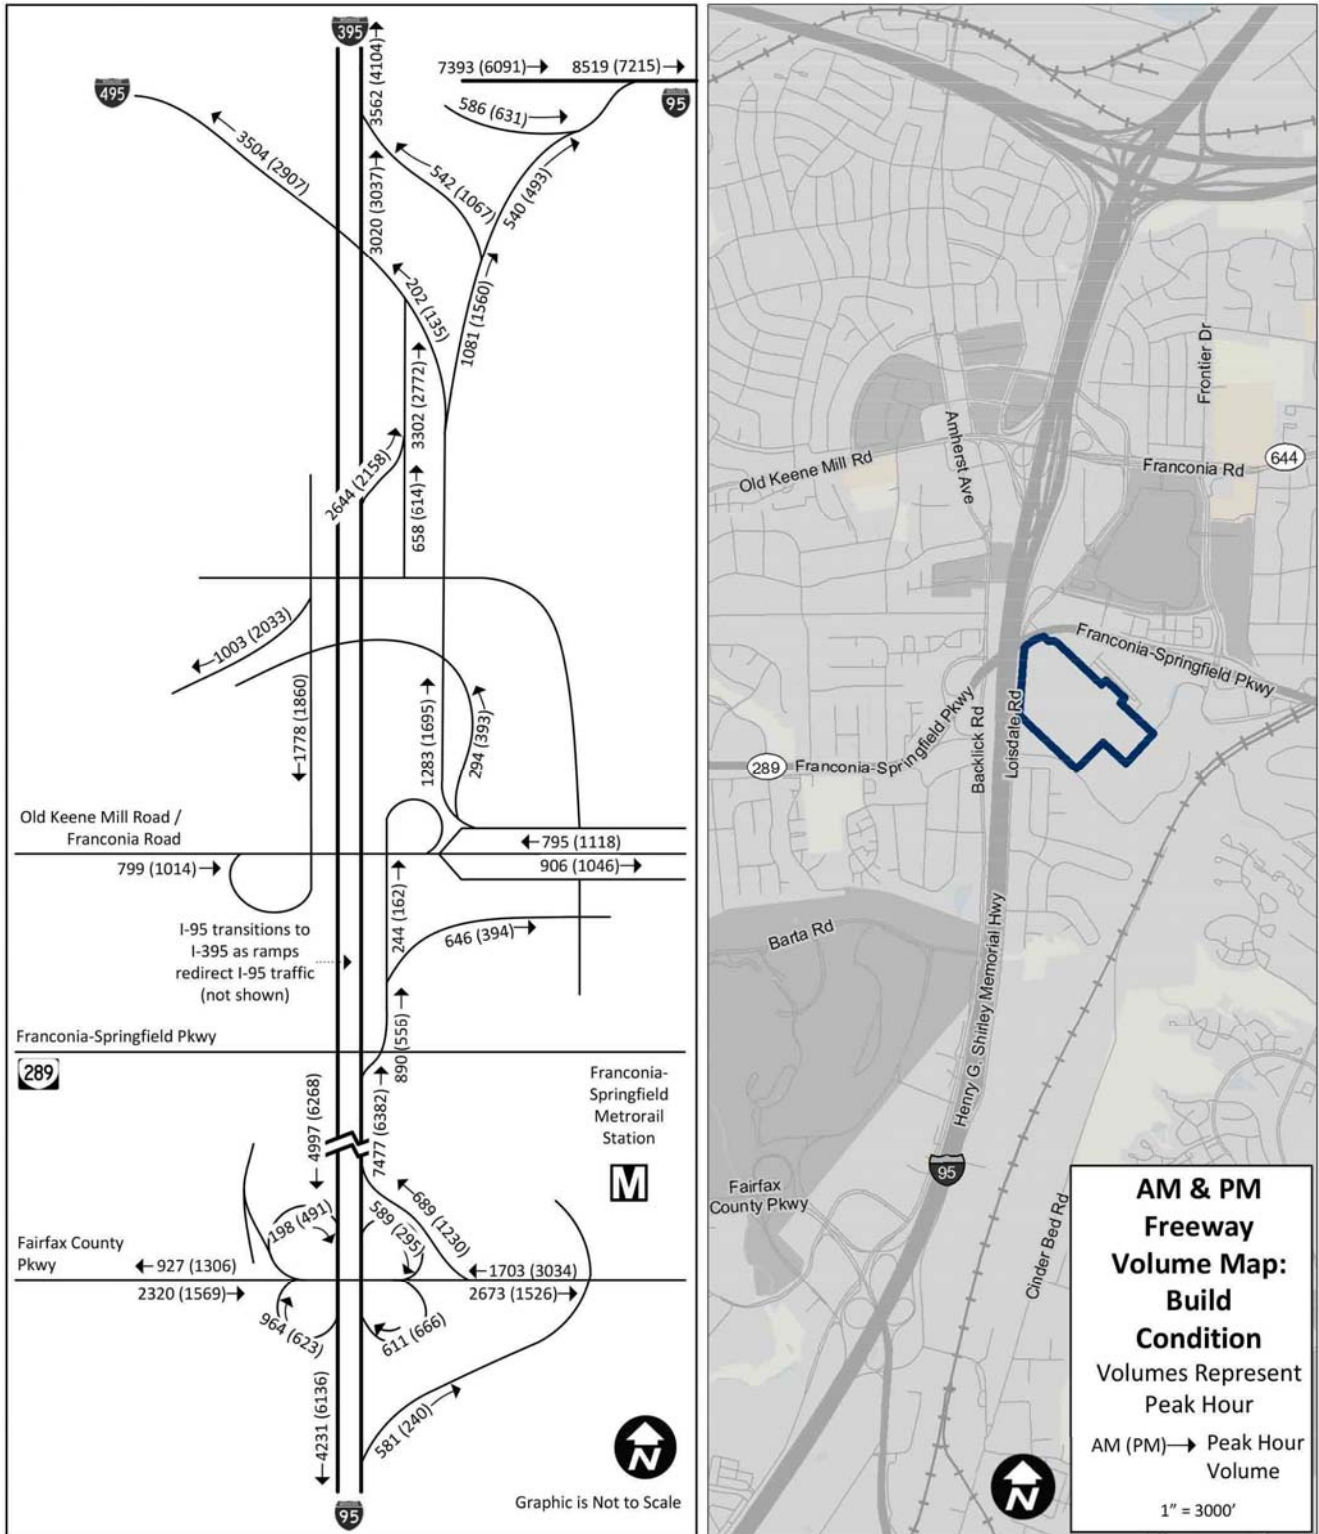 395
495
3562 (4104)
7393 (6091)
8519 (7215)
95
586 (631)
3504 (2907)
3020 (3037)
542 (1067)
540 (493)
202 (135)
1081 (1560)
3302 (2772)
2644 (2158)
658 (614)
1003 (2033)
1778 (1860)
1283 (1695)
294 (393)
Old Keene Mill Road /
Franconia Road
795 (1118)
799 (1014)
906 (1046)
244 (162)
646 (394)
I-95 transitions to
I-395 as ramps
redirect I-95 traffic
(not shown)
Franconia-Springfield Pkwy
289
890 (556)
Franconia-
Springfield
Metrorail
Station
M
4997 (6268)
7477 (6382)
198 (491)
589 (295)
689 (1230)
Fairfax County
Pkwy
927 (1306)
1703 (3034)
2320 (1569)
2673 (1526)
964 (623)
611 (666)
4231 (6136)
581 (240)
N
Graphic is Not to Scale
95
Frontier Dr
Amherst Ave
Old Keene Mill Rd
Franconia Rd
644
Franconia-Springfield Pkwy
Loisdale Rd
Backlick Rd
289
Franconia-Springfield Pkwy
Barta Rd
Henry G. Shirley Memorial Hwy
95
Fairfax
County Pkwy
Cinder Bed Rd
N
AM & PM
Freeway
Volume Map:
Build
Condition
Volumes Represent
Peak Hour
AM (PM) Peak Hour
Volume
1" = 3000'